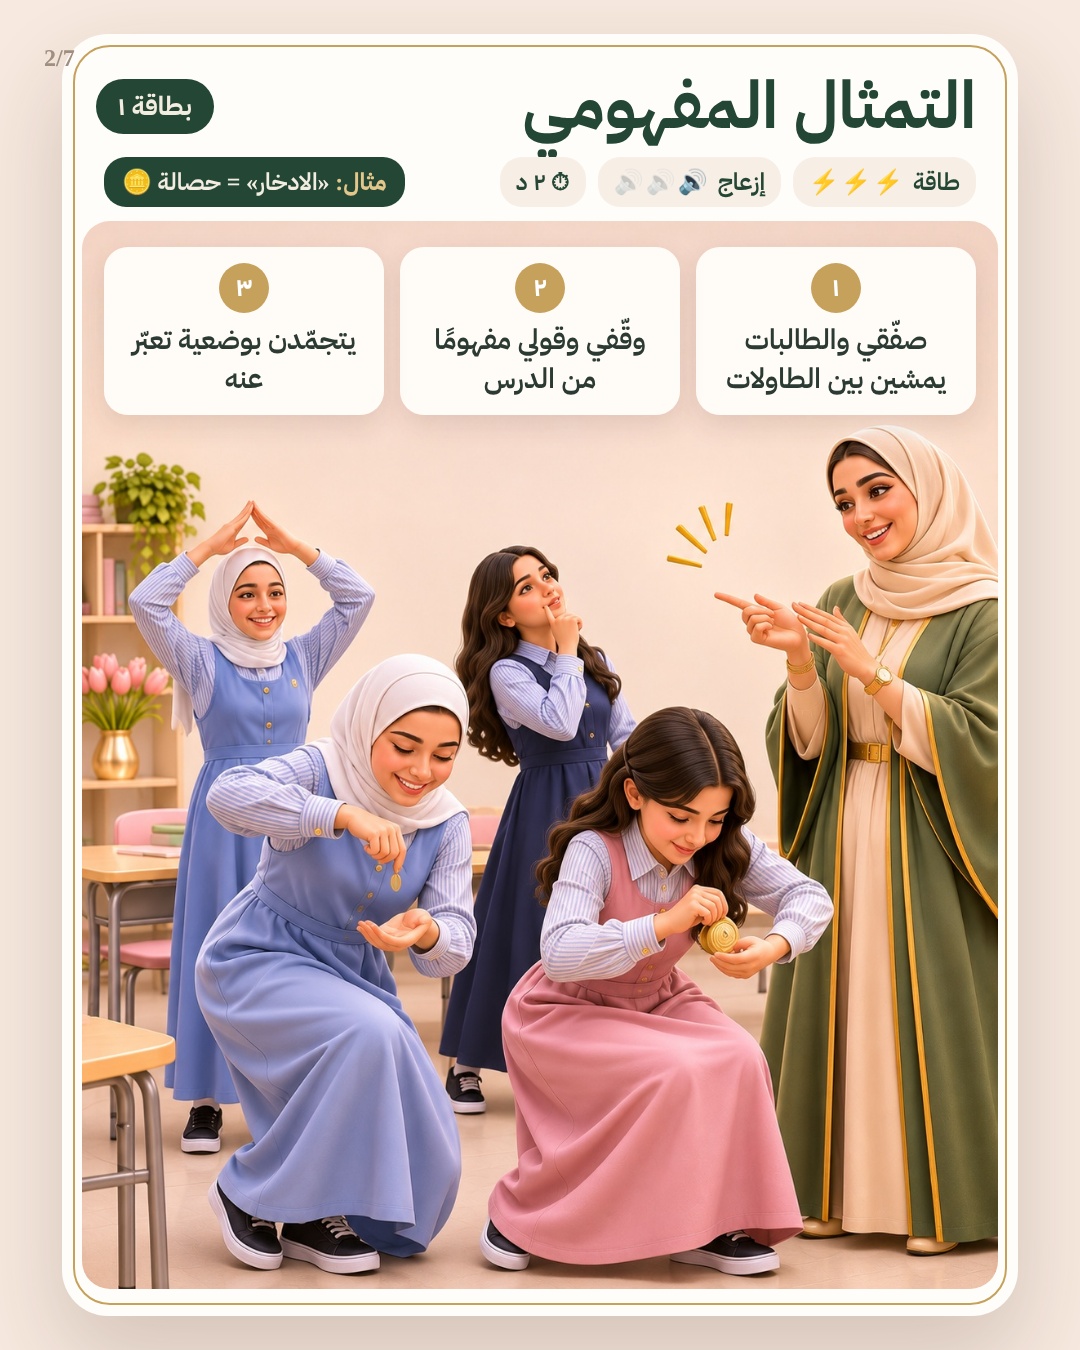 2/7
التمثال المفهومي
بطاقة ١
طاقة ⚡⚡⚡
إزعاج 🔊🔈🔈
⏱ ٢ د
مثال: «الادخار» = حصالة 🪙
١
صفّقي والطالبات
يمشين بين الطاولات
٢
وقّفي وقولي مفهومًا
من الدرس
٣
يتجمّدن بوضعية تعبّر
عنه